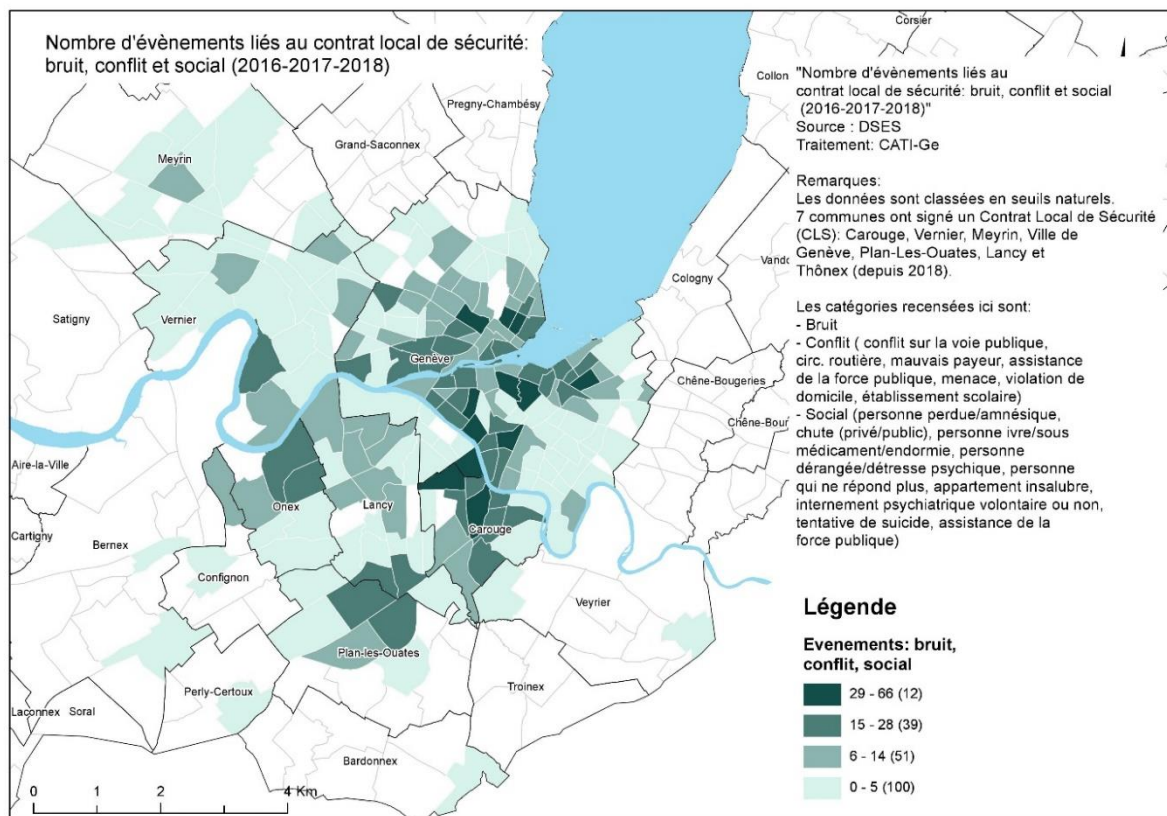 Nombre d'évènements liés au contrat local de sécurité:
bruit, conflit et social (2016-2017-2018)
Corsier
Collon
Pregny-Chambésy
Grand-Saconnex
Meyrin
Cologny
Vando
Satigny
Vernier
Genève
Chêne-Bougeries
Chêne-Bour
Aire-la-Ville
Onex
Lancy
Carouge
Cartigny
Bernex
Confignon
Veyrier
Plan-les-Ouates
Perly-Certoux
Troinex
Laconnex
Soral
Bardonnex
0 1 2 4 Km
"Nombre d'évènements liés au
contrat local de sécurité: bruit, conflit et social
(2016-2017-2018)"
Source : DSES
Traitement: CATI-Ge
Remarques:
Les données sont classées en seuils naturels.
7 communes ont signé un Contrat Local de Sécurité
(CLS): Carouge, Vernier, Meyrin, Ville de
Genève, Plan-Les-Ouates, Lancy et
Thônex (depuis 2018).
Les catégories recensées ici sont:
- Bruit
- Conflit ( conflit sur la voie publique,
circ. routière, mauvais payeur, assistance
de la force publique, menace, violation de
domicile, établissement scolaire)
- Social (personne perdue/amnésique,
chute (privé/public), personne ivre/sous
médicament/endormie, personne
dérangée/détresse psychique, personne
qui ne répond plus, appartement insalubre,
internement psychiatrique volontaire ou non,
tentative de suicide, assistance de la
force publique)
Légende
Evenements: bruit,
conflit, social
29 - 66 (12)
15 - 28 (39)
6 - 14 (51)
0 - 5 (100)